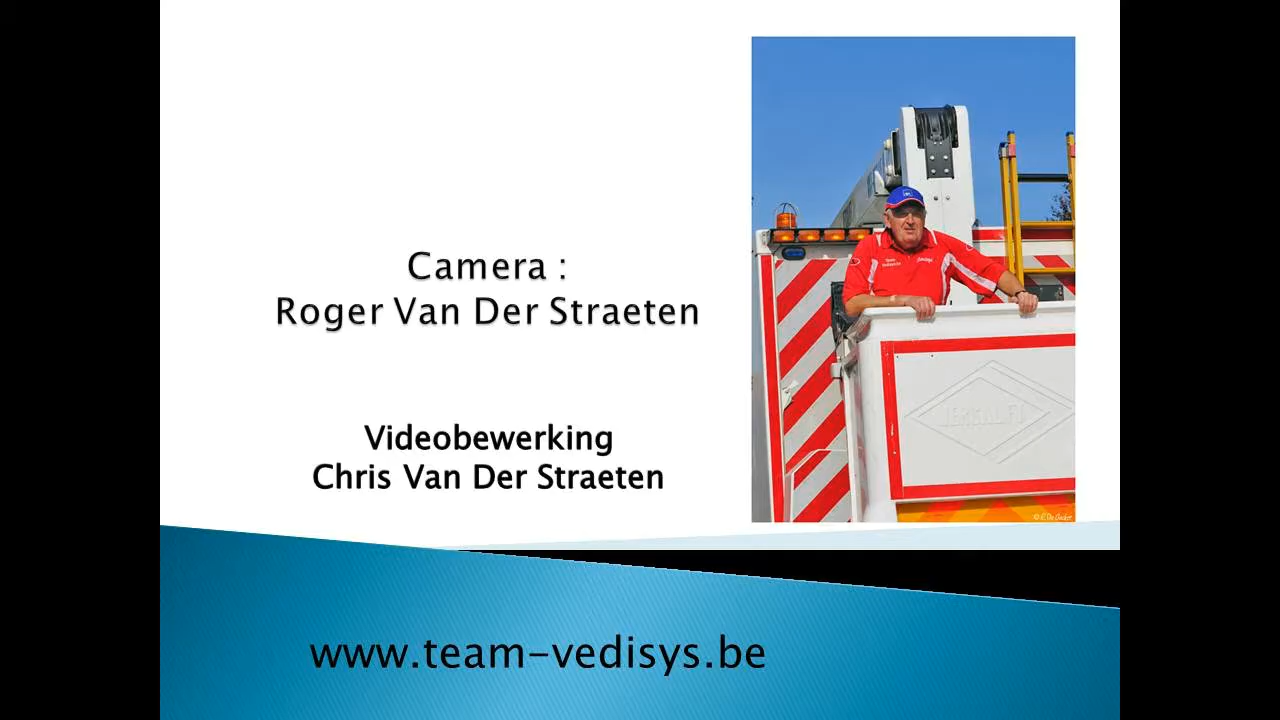 Camera :
Roger Van Der Straeten
Videobewerking
Chris Van Der Straeten
www.team-vedisys.be